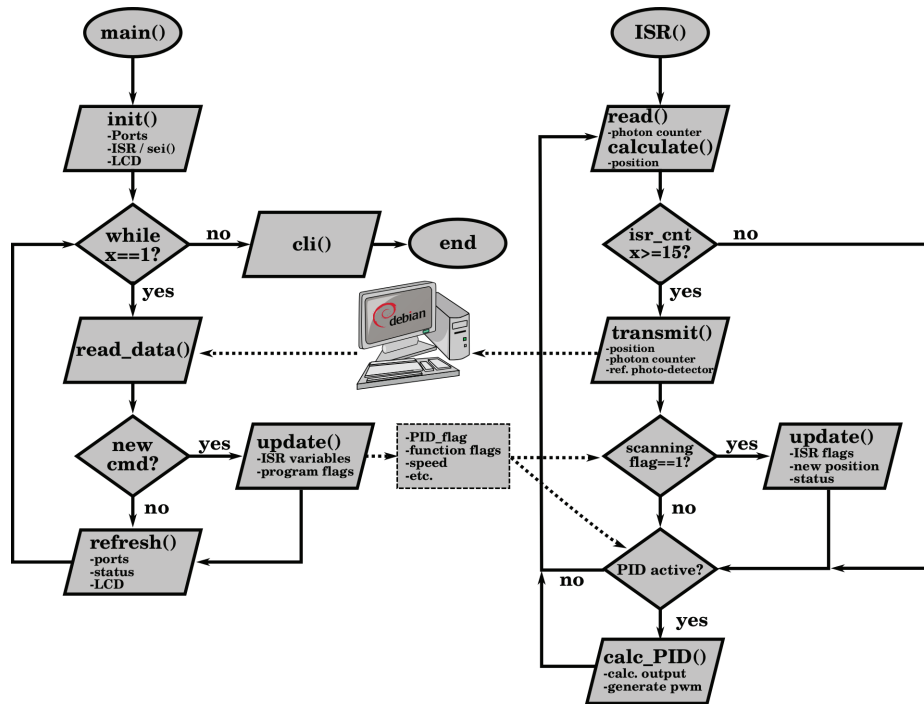 main()
init()
-Ports
-ISR / sei()
-LCD
while
x==1?
no
cli()
end
yes
read_data()
debian
new
cmd?
yes
update()
-ISR variables
-program flags
-PID_flag
-function flags
-speed
-etc.
no
refresh()
-ports
-status
-LCD
ISR()
read()
-photon counter
calculate()
-position
isr_cnt
x>=15?
no
yes
transmit()
-position
-photon counter
-ref. photo-detector
scanning
flag==1?
yes
update()
-ISR flags
-new position
-status
no
PID active?
no
yes
calc_PID()
-calc. output
-generate pwm